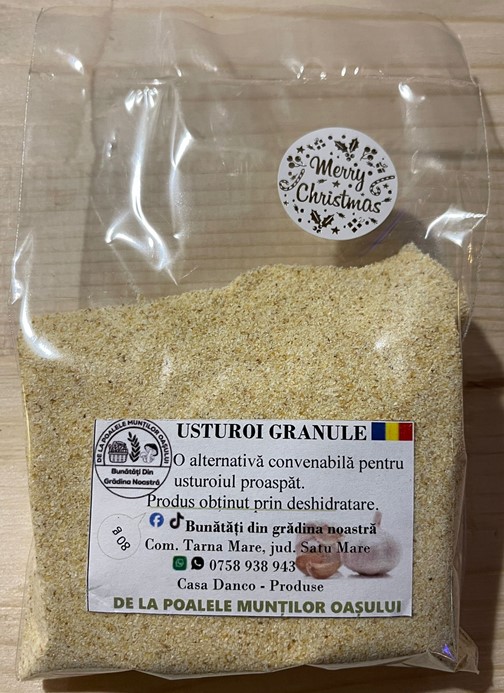 Merry
Christmas
USTUROI GRANULE
DE LA POALELE MUNȚILOR OAȘULUI
Bunătăți Din
Grădina Noastră
O alternativă convenabilă pentru
usturoiul proaspăt.
Produs obținut prin deshidratare.
Bunătăți din grădina noastră
Com. Tarna Mare, jud. Satu Mare
0758 938 943
Casa Danco - Produse
DE LA POALELE MUNȚILOR OAȘULUI